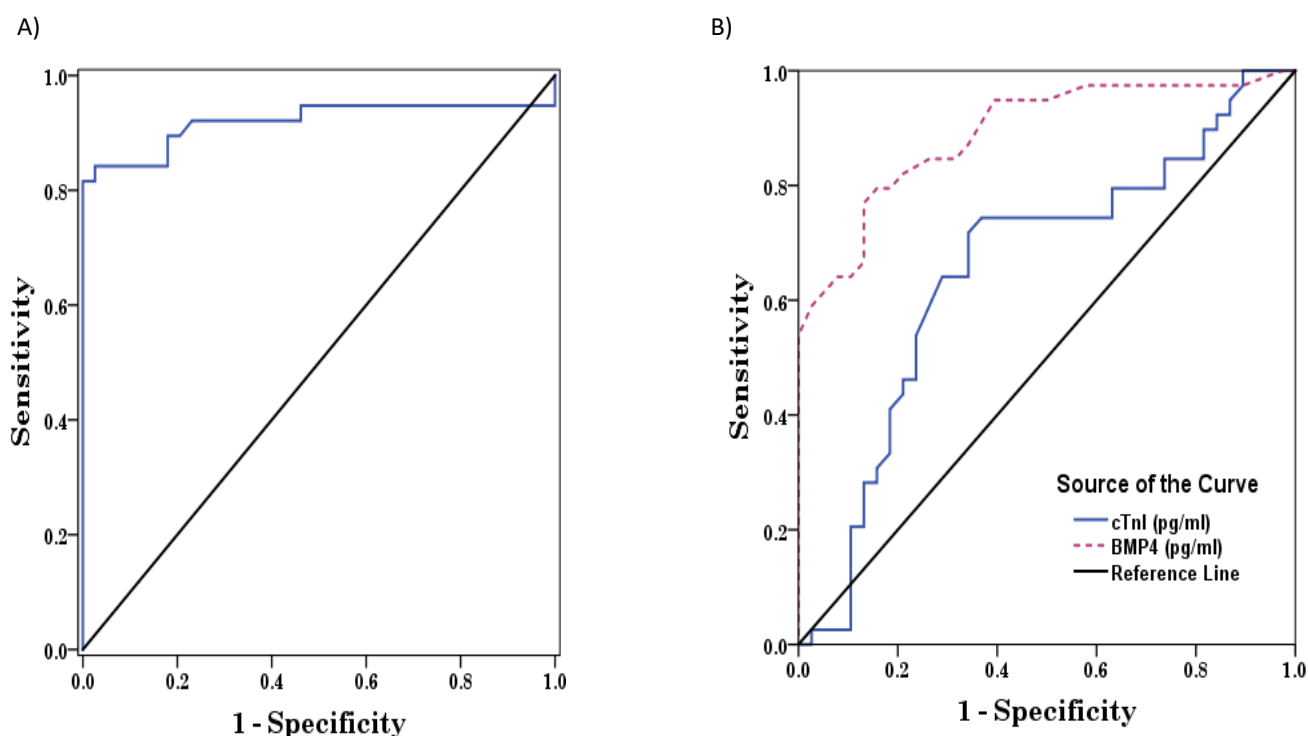 A)
1.0
0.8
0.6
0.4
0.2
0.0
Sensitivity
0.0 0.2 0.4 0.6 0.8 1.0
1 - Specificity
B)
1.0
0.8
0.6
0.4
0.2
0.0
Sensitivity
Source of the Curve
cTnI (pg/ml)
BMP4 (pg/ml)
Reference Line
0.0 0.2 0.4 0.6 0.8 1.0
1 - Specificity